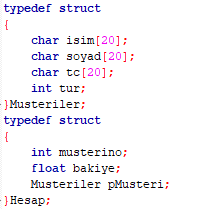 typedef struct
{
char isim[20];
char soyad[20];
char tc[20];
int tur;
}Musteriler;
typedef struct
{
int musterino;
float bakiye;
Musteriler pMusteri;
}Hesap;